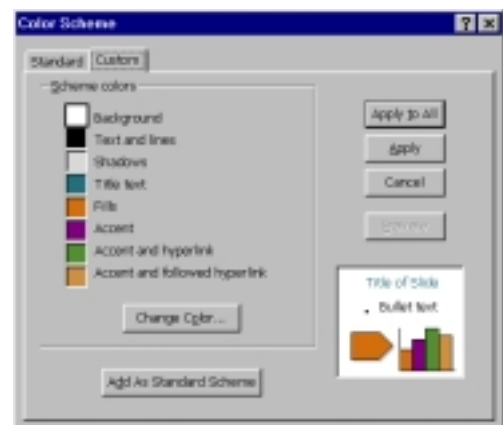 Color Scheme
Standard Custom
Scheme colors
Background
Text and lines
Shadows
Title text
Fills
Accent
Accent and hyperlink
Accent and followed hyperlink
Change Color...
Add As Standard Scheme
Apply to All
Apply
Cancel
Preview
Title of Slide
• Bullet text